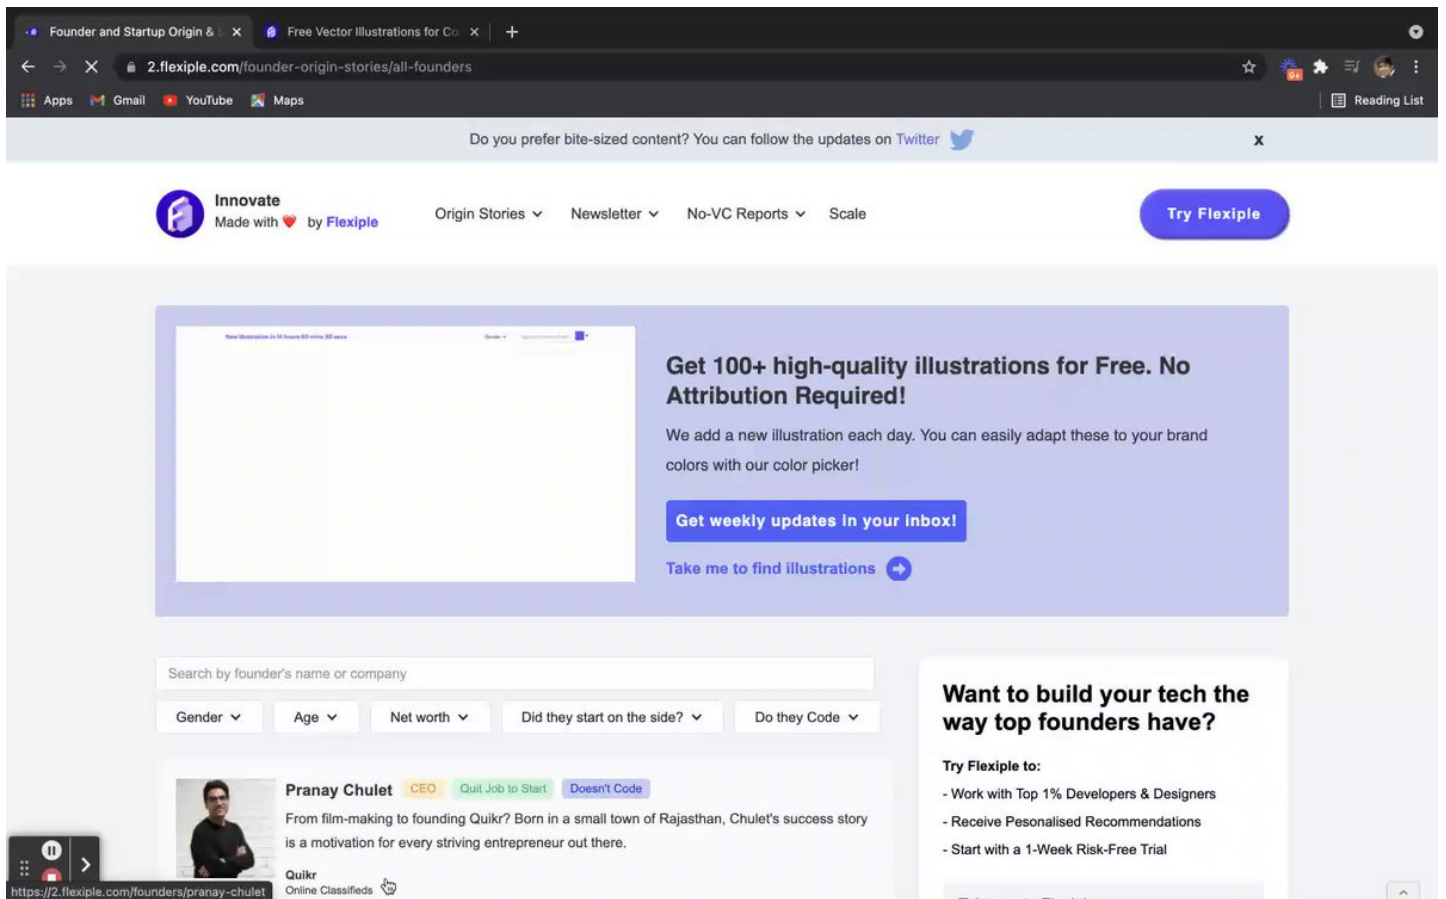 Founder and Startup Origin & S
Free Vector Illustrations for Co
2.flexiple.com/founder-origin-stories/all-founders
9+
Apps
Gmail
YouTube
Maps
Reading List
Do you prefer bite-sized content? You can follow the updates on Twitter
x
Innovate
Made with ❤️ by Flexiple
Origin Stories
Newsletter
No-VC Reports
Scale
Try Flexiple
Get 100+ high-quality illustrations for Free. No
Attribution Required!
We add a new illustration each day. You can easily adapt these to your brand
colors with our color picker!
Get weekly updates in your inbox!
Take me to find illustrations
Search by founder's name or company
Gender
Age
Net worth
Did they start on the side?
Do they Code
Pranay Chulet
CEO
Quit Job to Start
Doesn't Code
From film-making to founding Quikr? Born in a small town of Rajasthan, Chulet's success story
is a motivation for every striving entrepreneur out there.
Quikr
Online Classifieds
Want to build your tech the
way top founders have?
Try Flexiple to:
- Work with Top 1% Developers & Designers
- Receive Pesonalised Recommendations
- Start with a 1-Week Risk-Free Trial
https://2.flexiple.com/founders/pranay-chulet